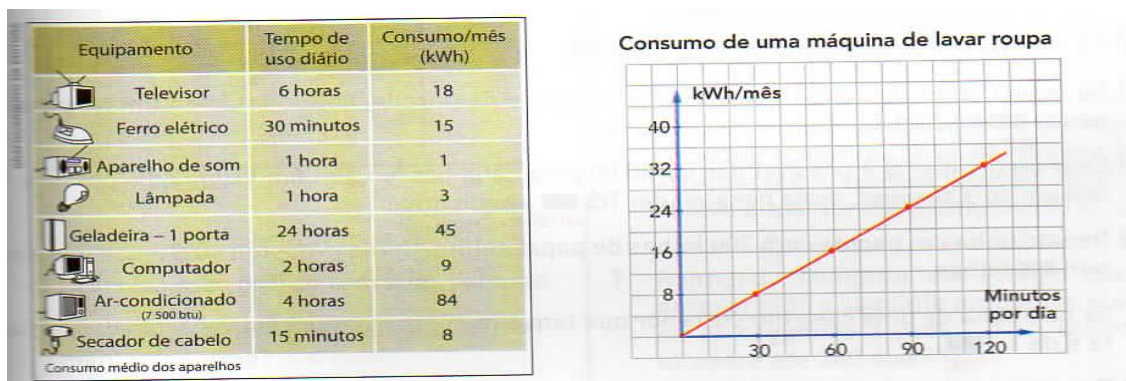 Equipamento Tempo de uso diário Consumo/mês (kWh)
Televisor 6 horas 18
Ferro elétrico 30 minutos 15
Aparelho de som 1 hora 1
Lâmpada 1 hora 3
Geladeira – 1 porta 24 horas 45
Computador 2 horas 9
Ar-condicionado (7 500 btu) 4 horas 84
Secador de cabelo 15 minutos 8
Consumo médio dos aparelhos
Consumo de uma máquina de lavar roupa
kWh/mês
40
32
24
16
8
Minutos
por dia
30 60 90 120